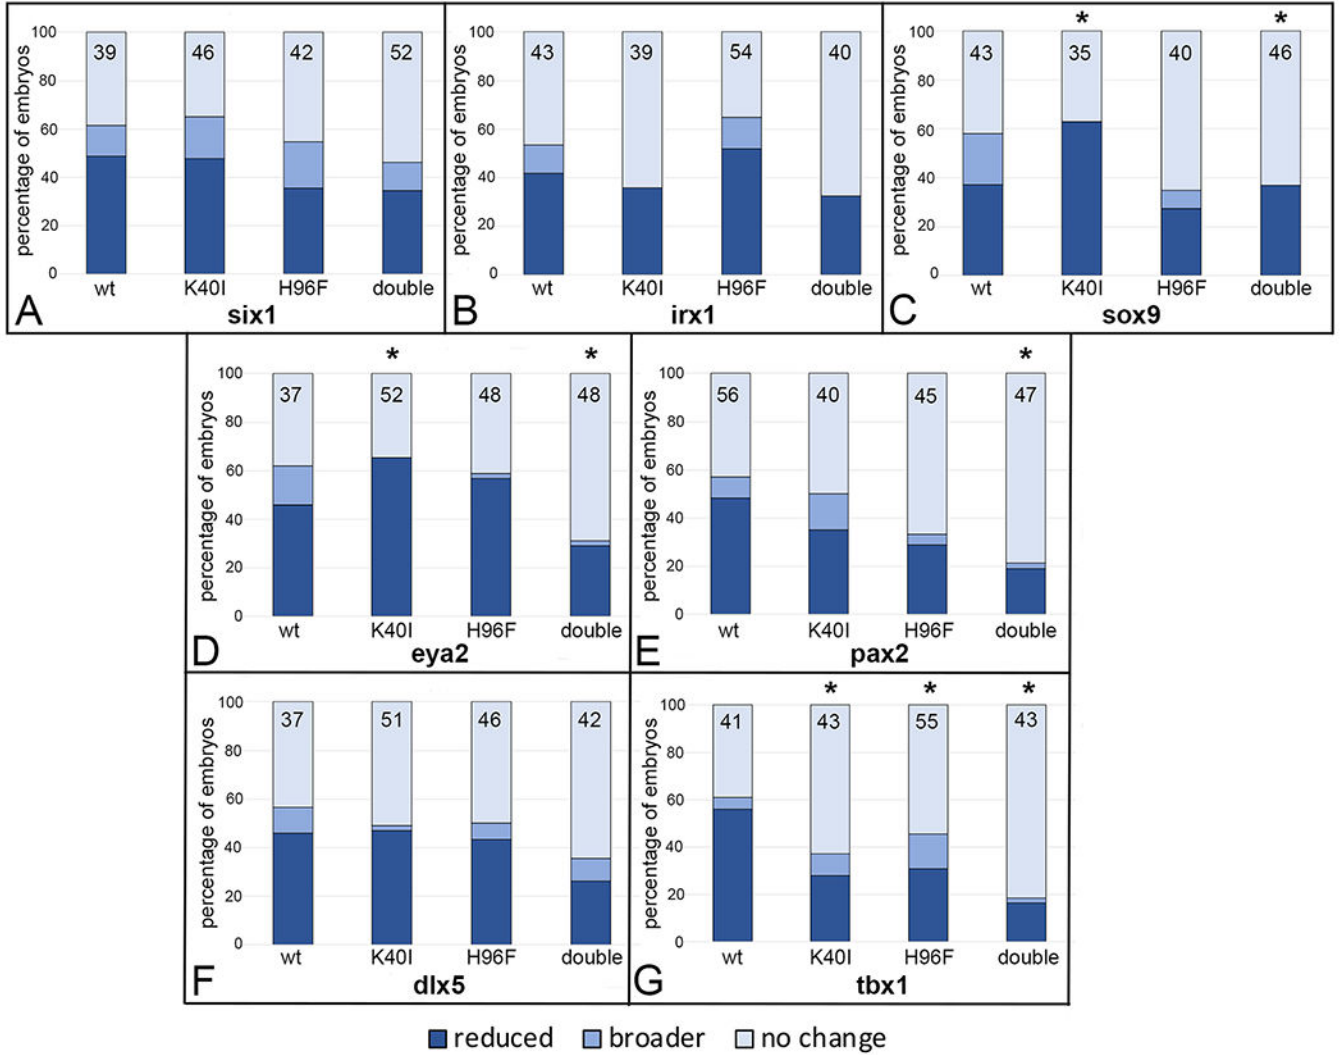 percentage of embryos
100
80
60
40
20
0
39 46 42 52
wt K40I H96F double
A six1
percentage of embryos
100
80
60
40
20
0
43 39 54 40
wt K40I H96F double
B irx1
* *
percentage of embryos
100
80
60
40
20
0
43 35 40 46
wt K40I H96F double
C sox9
* *
percentage of embryos
100
80
60
40
20
0
37 52 48 48
wt K40I H96F double
D eya2
*
percentage of embryos
100
80
60
40
20
0
56 40 45 47
wt K40I H96F double
E pax2
percentage of embryos
100
80
60
40
20
0
37 51 46 42
wt K40I H96F double
F dlx5
* * *
percentage of embryos
100
80
60
40
20
0
41 43 55 43
wt K40I H96F double
G tbx1
reduced broader no change